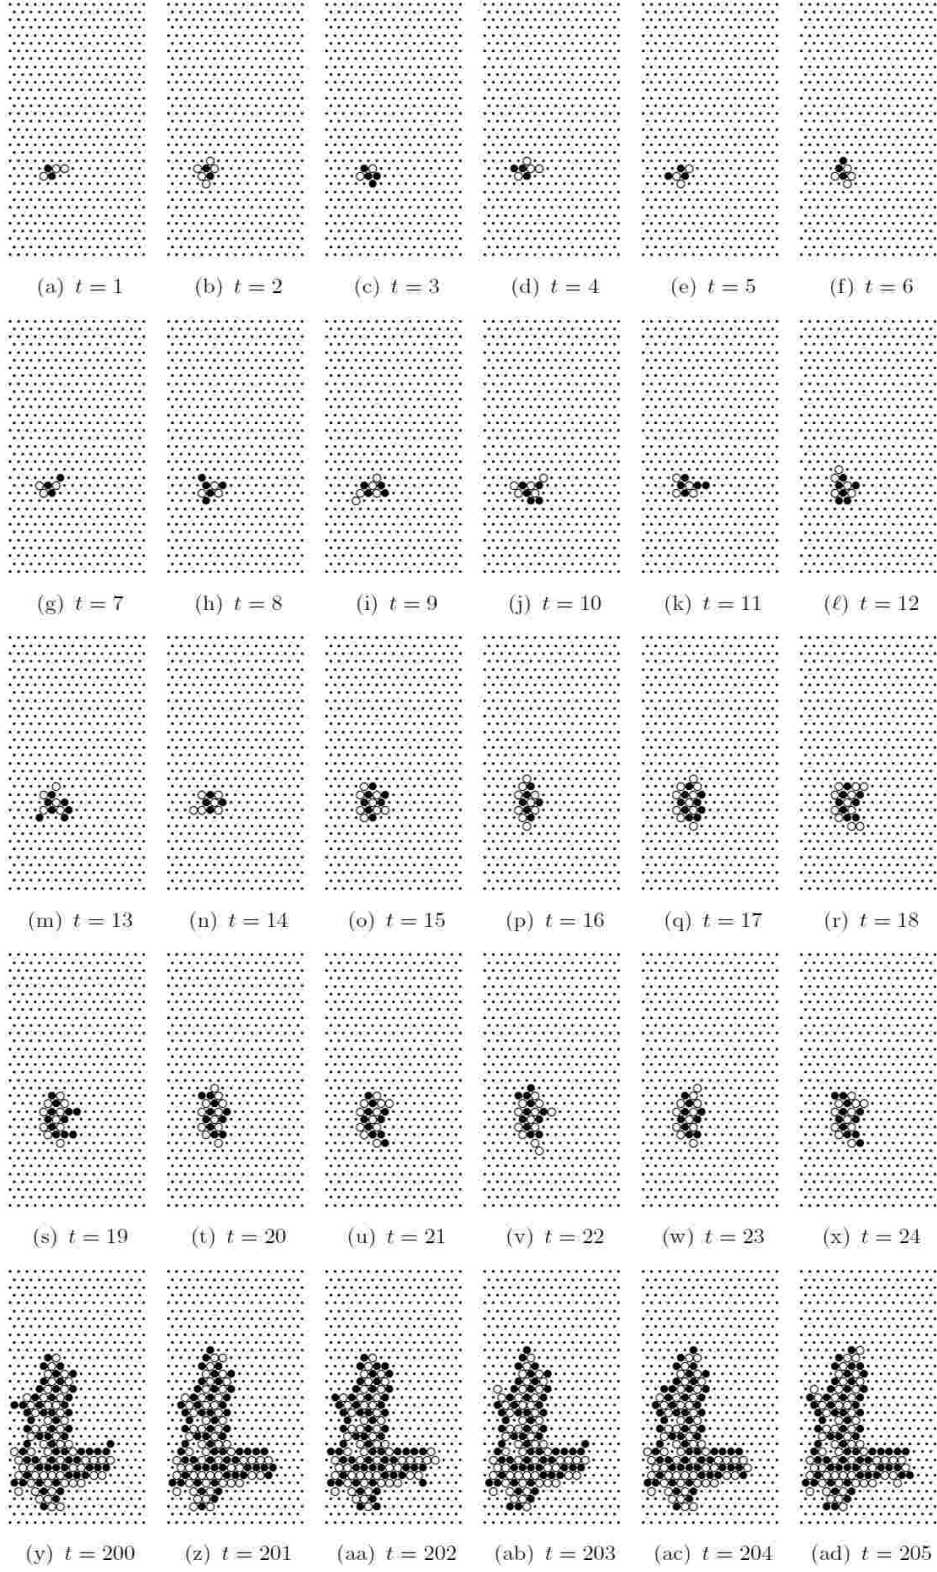 (a) t = 1 (b) t = 2 (c) t = 3 (d) t = 4 (e) t = 5 (f) t = 6
(g) t = 7 (h) t = 8 (i) t = 9 (j) t = 10 (k) t = 11 (ℓ) t = 12
(m) t = 13 (n) t = 14 (o) t = 15 (p) t = 16 (q) t = 17 (r) t = 18
(s) t = 19 (t) t = 20 (u) t = 21 (v) t = 22 (w) t = 23 (x) t = 24
(y) t = 200 (z) t = 201 (aa) t = 202 (ab) t = 203 (ac) t = 204 (ad) t = 205